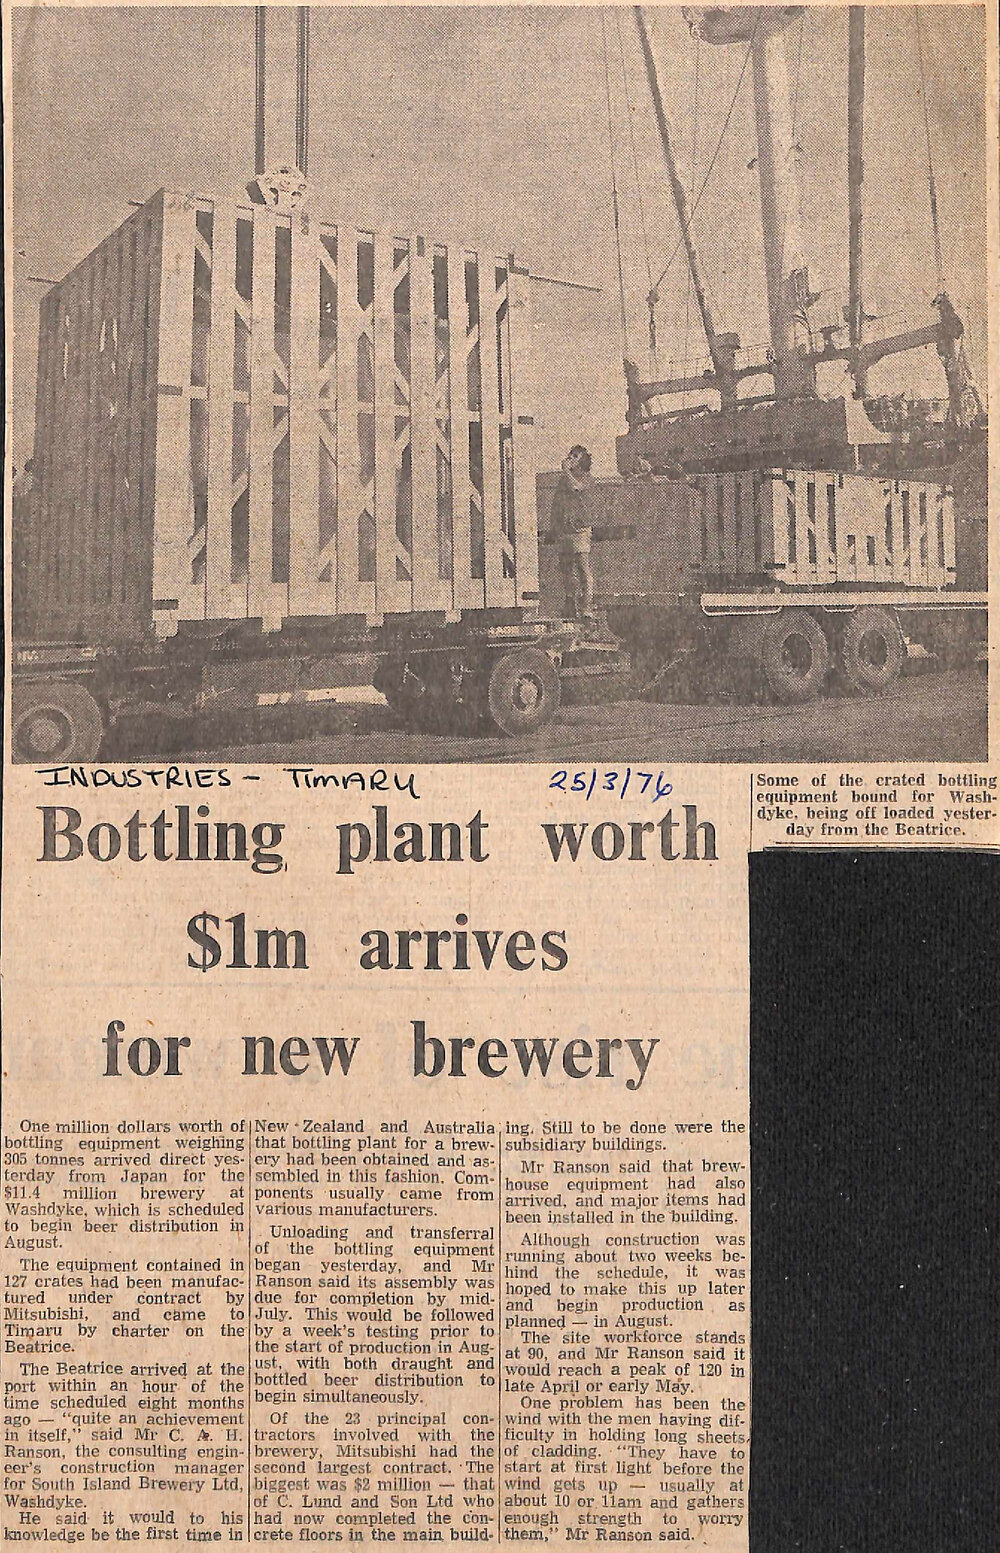 INDUSTRIES - TIMARU 25/3/76
Some of the crated bottling
equipment bound for Wash-
dyke, being off loaded yester-
day from the Beatrice.
Bottling plant worth
$1m arrives
for new brewery
One million dollars worth of
bottling equipment weighing
305 tonnes arrived direct yes-
terday from Japan for the
$11.4 million brewery at
Washdyke, which is scheduled
to begin beer distribution in
August.
The equipment contained in
127 crates had been manufac-
tured under contract by
Mitsubishi, and came to
Timaru by charter on the
Beatrice.
The Beatrice arrived at the
port within an hour of the
time scheduled eight months
ago — "quite an achievement
in itself," said Mr C. A. H.
Ranson, the consulting engin-
eer's construction manager
for South Island Brewery Ltd,
Washdyke.
He said it would to his
knowledge be the first time in
New Zealand and Australia
that bottling plant for a brew-
ery had been obtained and as-
sembled in this fashion. Com-
ponents usually came from
various manufacturers.
Unloading and transferral
of the bottling equipment
began yesterday, and Mr
Ranson said its assembly was
due for completion by mid-
July. This would be followed
by a week's testing prior to
the start of production in Aug-
ust, with both draught and
bottled beer distribution to
begin simultaneously.
Of the 23 principal con-
tractors involved with the
brewery, Mitsubishi had the
second largest contract. The
biggest was $2 million — that
of C. Lund and Son Ltd who
had now completed the con-
crete floors in the main build-
ing. Still to be done were the
subsidiary buildings.
Mr Ranson said that brew-
house equipment had also
arrived, and major items had
been installed in the building.
Although construction was
running about two weeks be-
hind the schedule, it was
hoped to make this up later
and begin production as
planned — in August.
The site workforce stands
at 90, and Mr Ranson said it
would reach a peak of 120 in
late April or early May.
One problem has been the
wind with the men having dif-
ficulty in holding long sheets
of cladding. "They have to
start at first light before the
wind gets up — usually at
about 10 or 11am and gathers
enough strength to worry
them," Mr Ranson said.